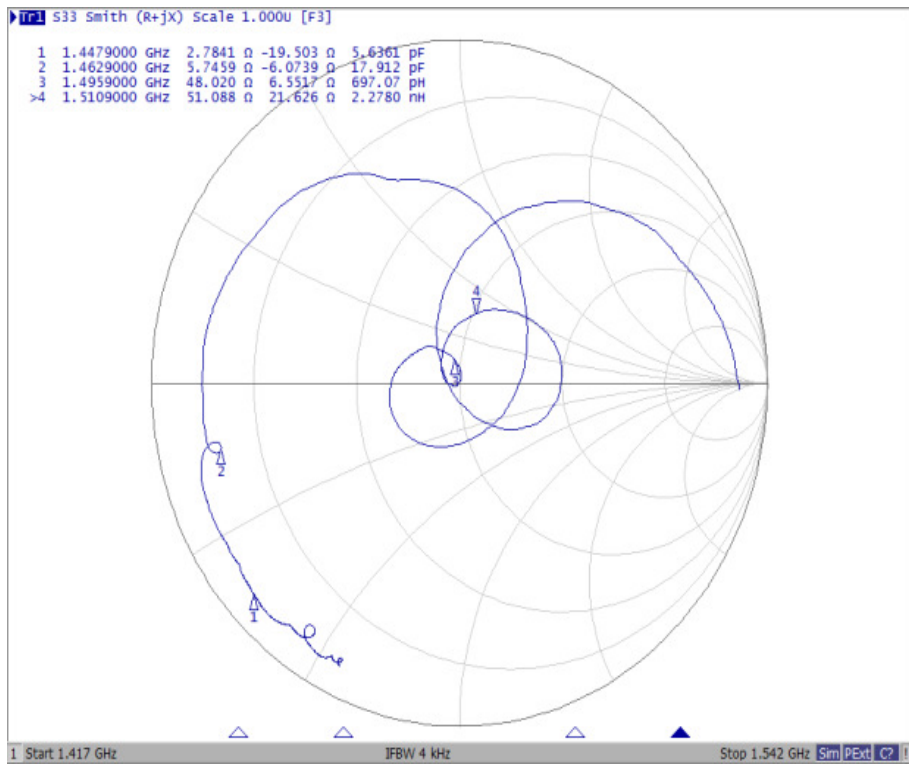 Tr1 S33 Smith (R+jX) Scale 1.000U [F3]
1 1.4479000 GHz 2.7841 Ω -19.503 Ω 5.6361 pF
2 1.4629000 GHz 5.7459 Ω -6.0739 Ω 17.912 pF
3 1.4959000 GHz 48.020 Ω 6.5517 Ω 697.07 pH
>4 1.5109000 GHz 51.088 Ω 21.626 Ω 2.2780 nH
4
3
2
1
1 Start 1.417 GHz IFBW 4 kHz Stop 1.542 GHz Sim PExt C? !